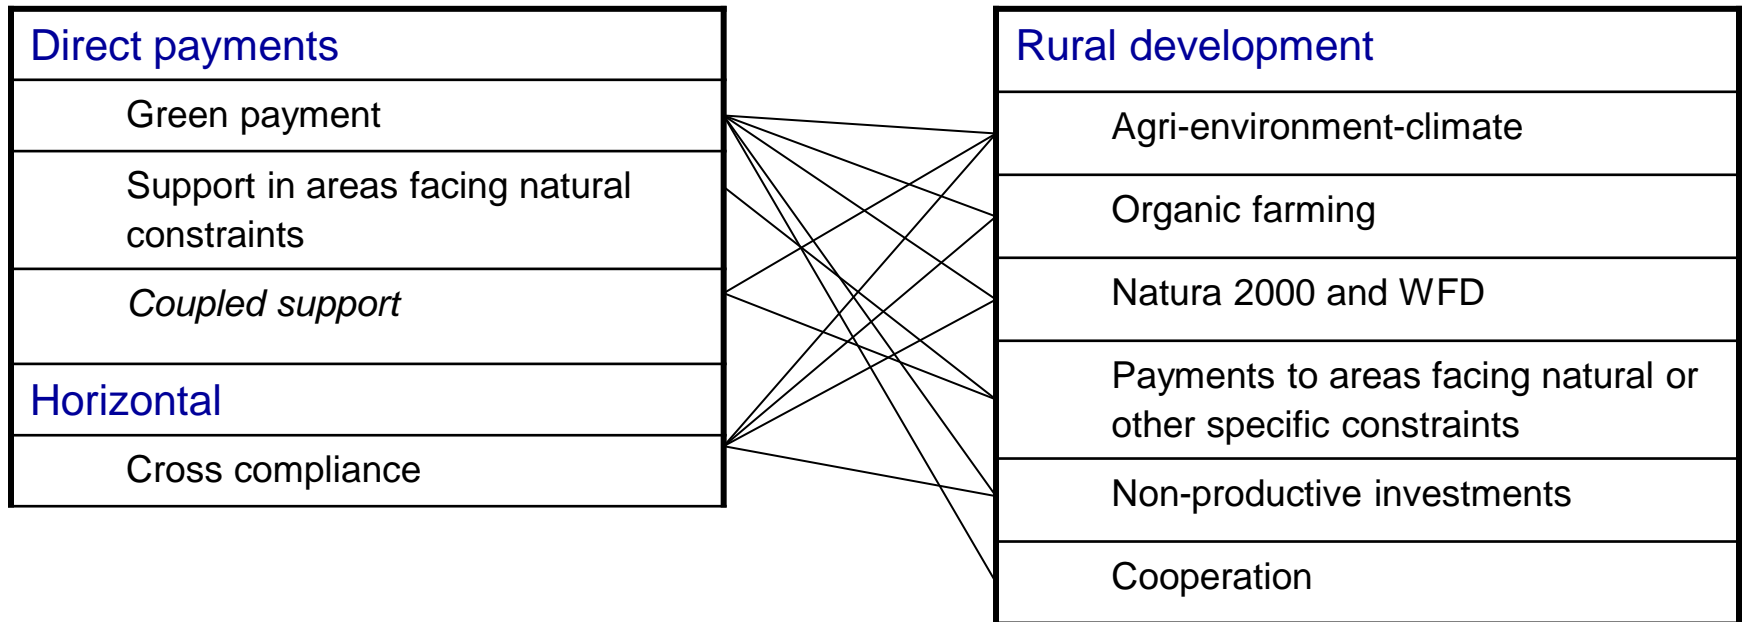 Direct payments
Green payment
Support in areas facing natural
constraints
Coupled support
Horizontal
Cross compliance
Rural development
Agri-environment-climate
Organic farming
Natura 2000 and WFD
Payments to areas facing natural or
other specific constraints
Non-productive investments
Cooperation